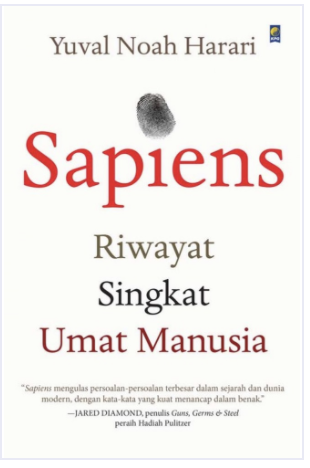 Yuval Noah Harari
KPG
Sapiens
Riwayat
Singkat
Umat Manusia
"Sapiens mengulas persoalan-persoalan terbesar dalam sejarah dan dunia
modern, dengan kata-kata yang kuat menancap dalam benak."
—JARED DIAMOND, penulis Guns, Germs & Steel
peraih Hadiah Pulitzer